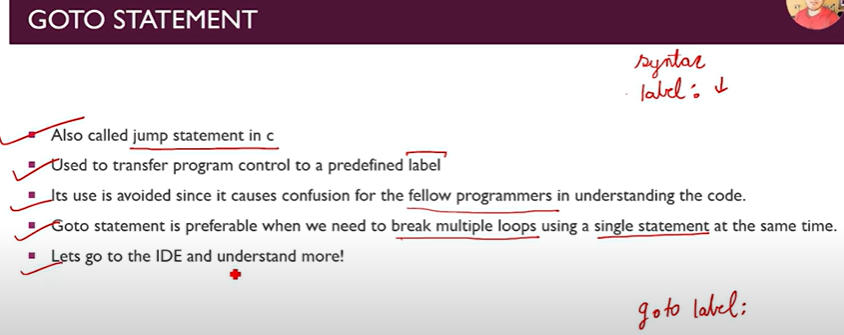 GOTO STATEMENT
syntax
label: ↓
Also called jump statement in c
Used to transfer program control to a predefined label
Its use is avoided since it causes confusion for the fellow programmers in understanding the code.
Goto statement is preferable when we need to break multiple loops using a single statement at the same time.
Lets go to the IDE and understand more!
goto label: